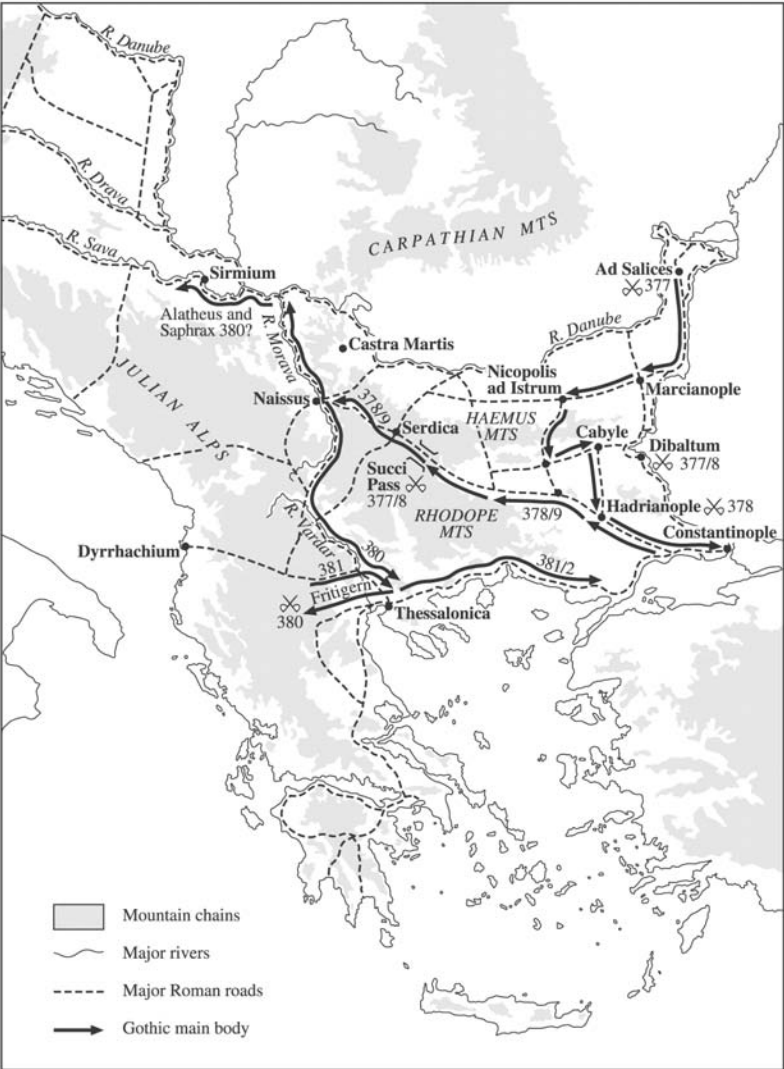 R. Danube
R. Drava
R. Sava
CARPATHIAN MTS
Sirmium
Ad Salices
377
Alatheus and
Saphrax 380?
R. Morava
Castra Martis
R. Danube
Nicopolis
ad Istrum
Marcianople
JULIAN ALPS
Naissus
378/9
Serdica
HAEMUS
MTS
Cabyle
Dibaltum
377/8
Succi
Pass
377/8
RHODOPE
MTS
378/9
Hadrianople
378
Constantinople
Dyrrhachium
R. Vardar
380
381
Fritigern
380
381/2
Thessalonica
Mountain chains
Major rivers
Major Roman roads
Gothic main body